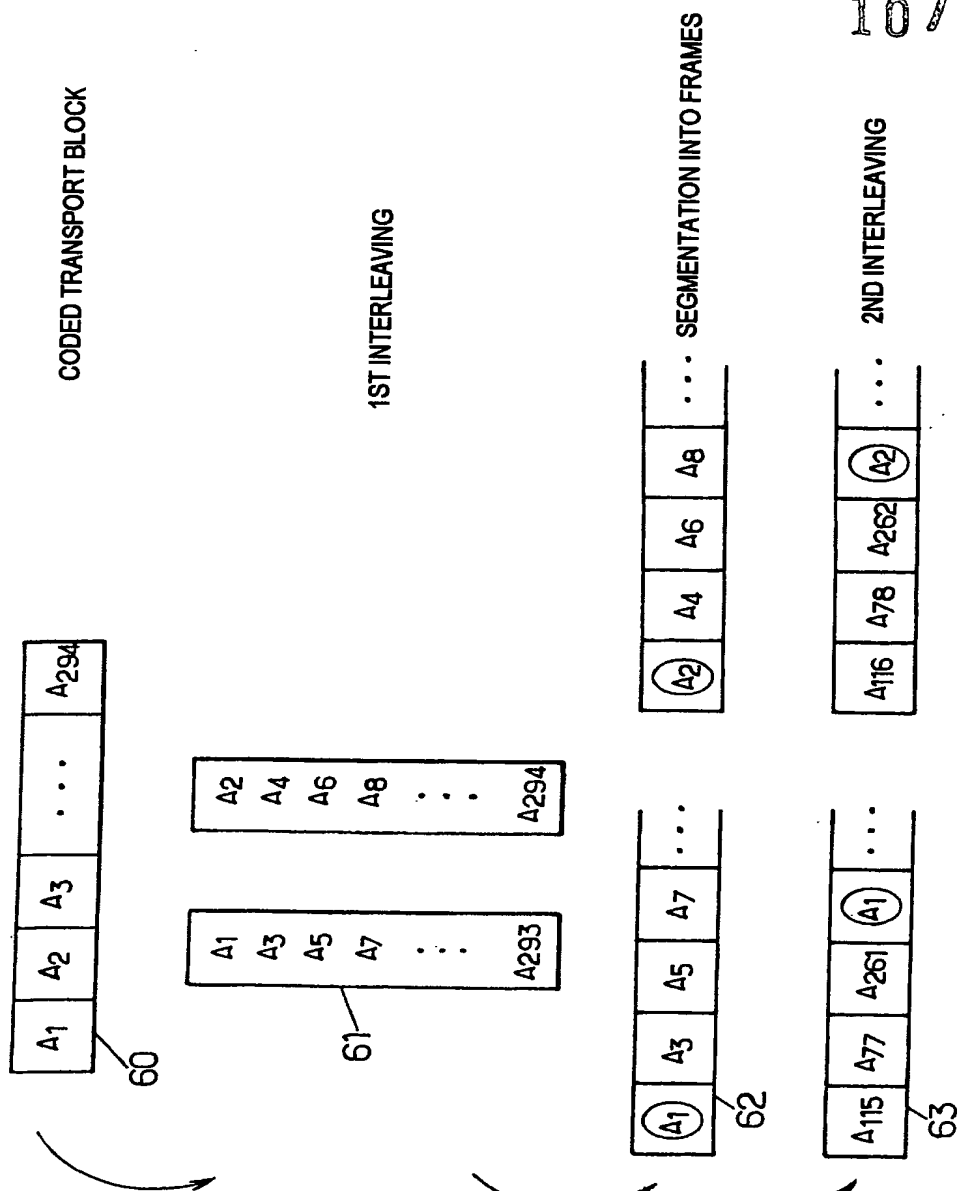 CODED TRANSPORT BLOCK
A1 A2 A3 ... A294
60
1ST INTERLEAVING
A1 A2
A3 A4
A5 A6
A7 A8
... ...
A293 A294
61
SEGMENTATION INTO FRAMES
A1 A3 A5 A7 ... A2 A4 A6 A8 ...
62
2ND INTERLEAVING
A115 A77 A261 A1 ... A116 A78 A262 A2 ...
63